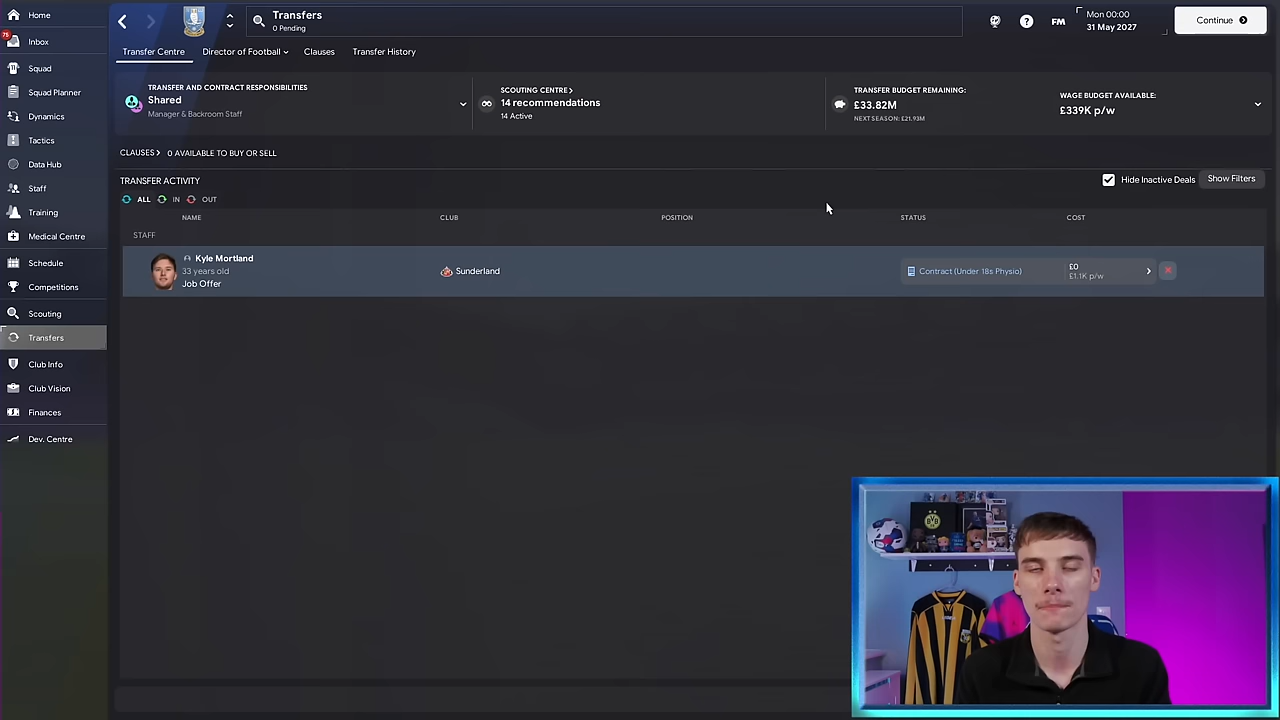 Home
Inbox
75
Squad
Squad Planner
Dynamics
Tactics
Data Hub
Staff
Training
Medical Centre
Schedule
Competitions
Scouting
Transfers
Club Info
Club Vision
Finances
Dev. Centre
Transfers
0 Pending
?
FM
Mon 00:00
31 May 2027
Continue
Transfer Centre
Director of Football
Clauses
Transfer History
TRANSFER AND CONTRACT RESPONSIBILITIES
Shared
Manager & Backroom Staff
SCOUTING CENTRE
14 recommendations
14 Active
TRANSFER BUDGET REMAINING:
£33.82M
NEXT SEASON: £21.93M
WAGE BUDGET AVAILABLE:
£339K p/w
CLAUSES 0 AVAILABLE TO BUY OR SELL
TRANSFER ACTIVITY
Hide Inactive Deals
Show Filters
ALL IN OUT
NAME CLUB POSITION STATUS COST
STAFF
Kyle Mortland
33 years old
Job Offer
Sunderland
Contract (Under 18s Physio)
£0
£1.1K p/w
BVB
09